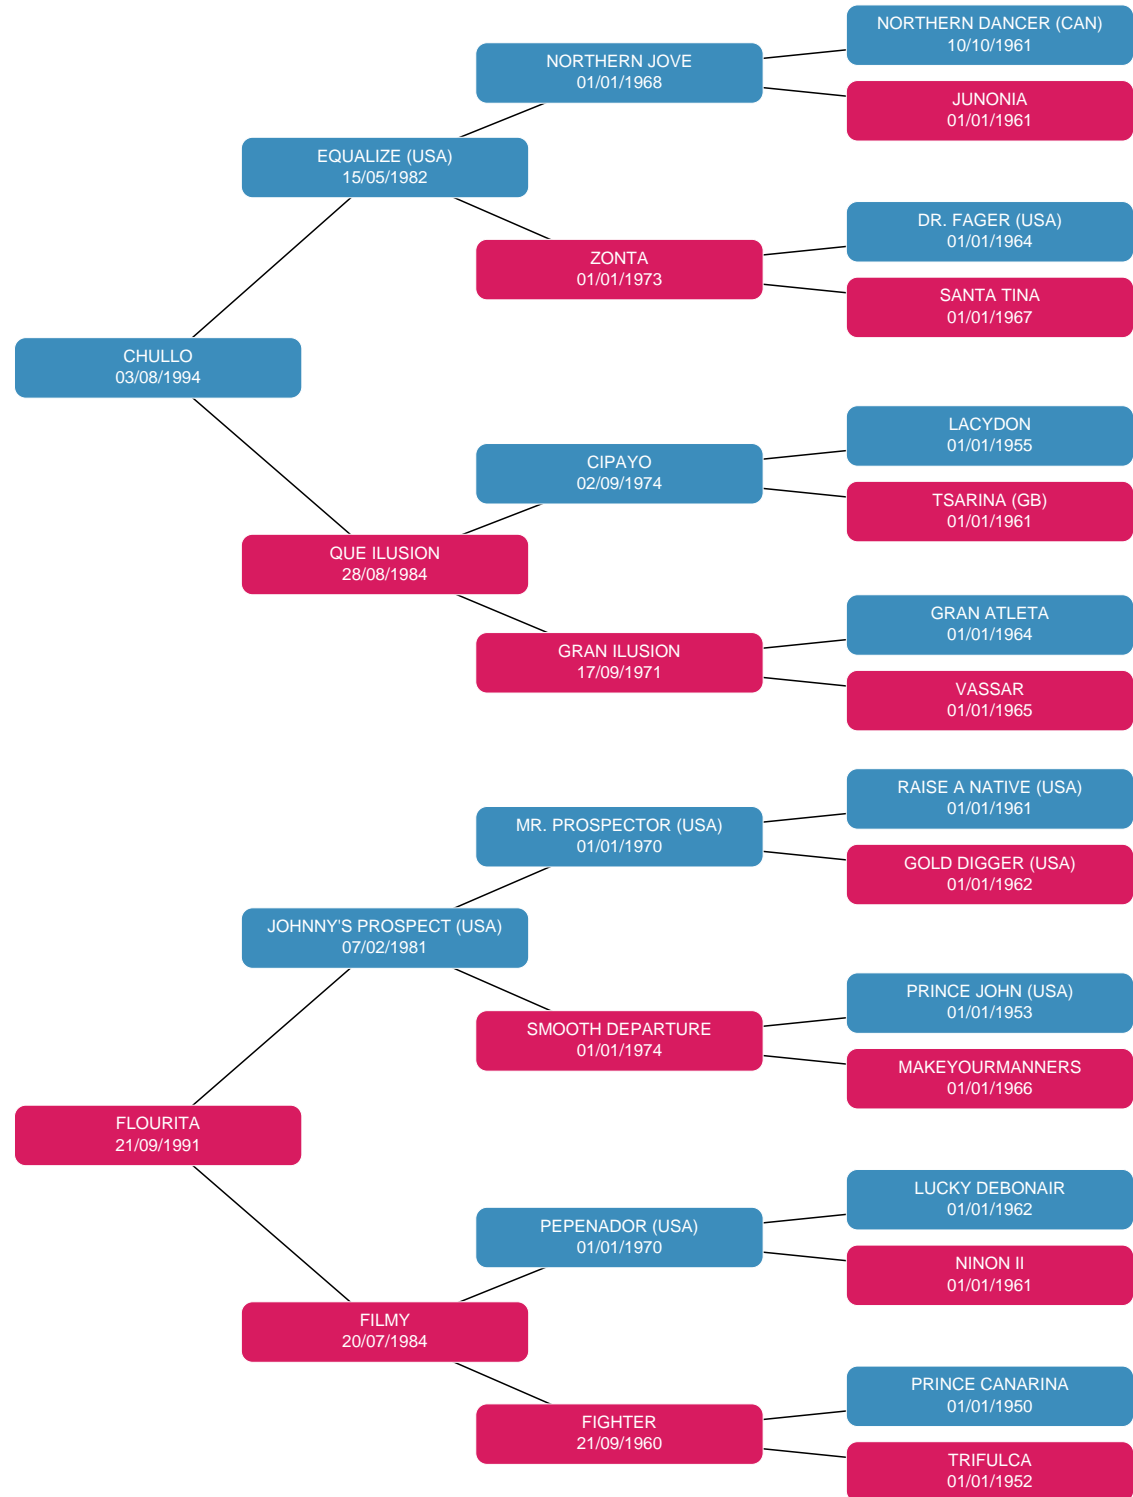 NORTHERN DANCER (CAN)
10/10/1961
NORTHERN JOVE
01/01/1968
JUNONIA
01/01/1961
EQUALIZE (USA)
15/05/1982
DR. FAGER (USA)
01/01/1964
ZONTA
01/01/1973
SANTA TINA
01/01/1967
CHULLO
03/08/1994
LACYDON
01/01/1955
CIPAYO
02/09/1974
TSARINA (GB)
01/01/1961
QUE ILUSION
28/08/1984
GRAN ATLETA
01/01/1964
GRAN ILUSION
17/09/1971
VASSAR
01/01/1965
RAISE A NATIVE (USA)
01/01/1961
MR. PROSPECTOR (USA)
01/01/1970
GOLD DIGGER (USA)
01/01/1962
JOHNNY'S PROSPECT (USA)
07/02/1981
PRINCE JOHN (USA)
01/01/1953
SMOOTH DEPARTURE
01/01/1974
MAKEYOURMANNERS
01/01/1966
FLOURITA
21/09/1991
LUCKY DEBONAIR
01/01/1962
PEPENADOR (USA)
01/01/1970
NINON II
01/01/1961
FILMY
20/07/1984
PRINCE CANARINA
01/01/1950
FIGHTER
21/09/1960
TRIFULCA
01/01/1952